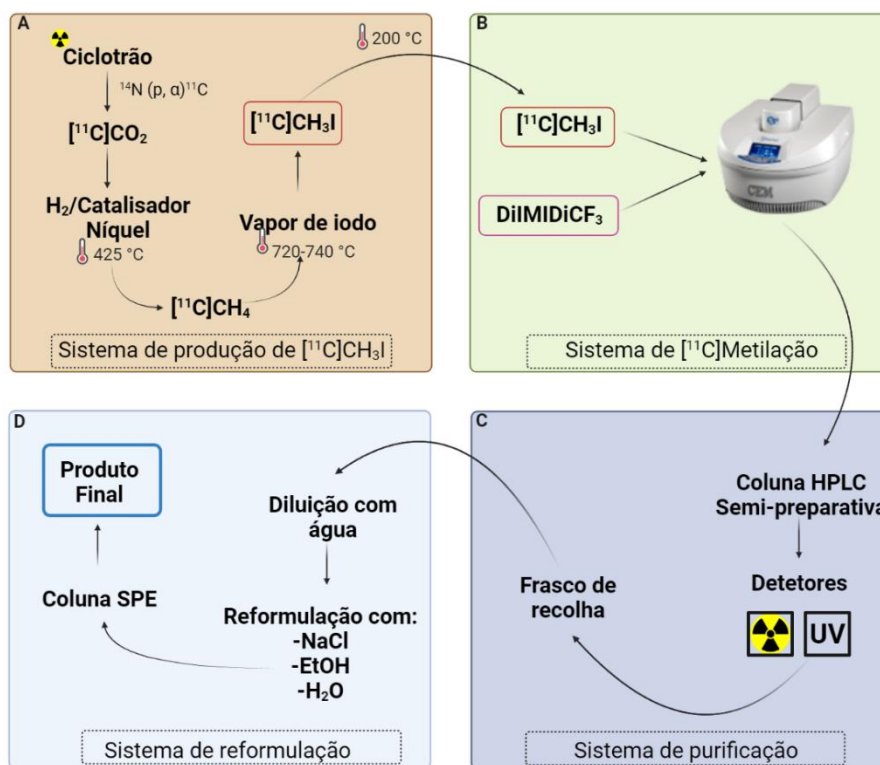 A
Ciclotrão
¹⁴N (p, α)¹¹C
[¹¹C]CO₂
H₂/Catalisador
Níquel
425 °C
[¹¹C]CH₄
Vapor de iodo
720-740 °C
[¹¹C]CH₃I
200 °C
Sistema de produção de [¹¹C]CH₃I
B
[¹¹C]CH₃I
DiIMIDiCF₃
CEM
Sistema de [¹¹C]Metilação
D
Produto
Final
Coluna SPE
Diluição com
água
Reformulação com:
-NaCl
-EtOH
-H₂O
Sistema de reformulação
C
Coluna HPLC
Semi-preparativa
Detetores
UV
Frasco de
recolha
Sistema de purificação